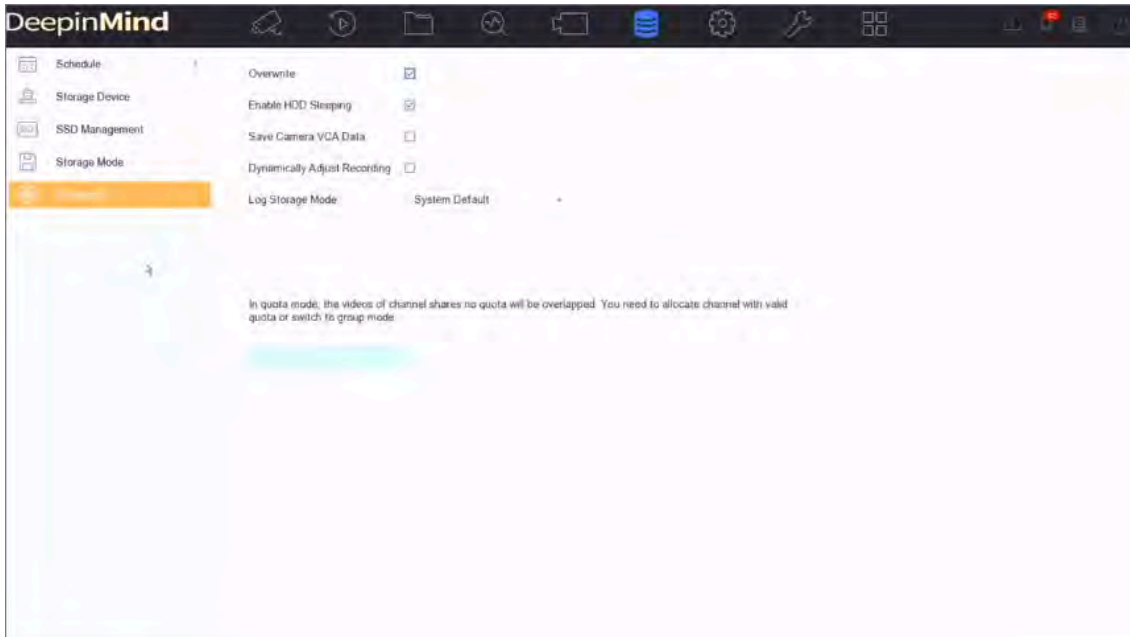 DeepinMind
Schedule
Storage Device
SSD Management
Storage Mode
Overwrite
Enable HDD Sleeping
Save Camera VCA Data
Dynamically Adjust Recording
Log Storage Mode System Default
In quota mode, the videos of channel shares no quota will be overlapped. You need to allocate channel with valid
quota or switch to group mode